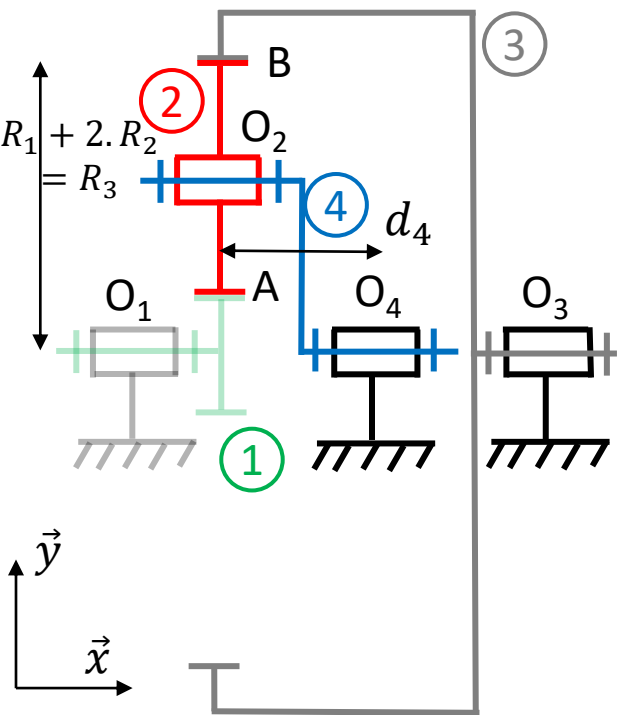 3
B
2
O₂
R₁ + 2. R₂
= R₃
4
d₄
A
O₁
O₄
O₃
1
y⃗
x⃗